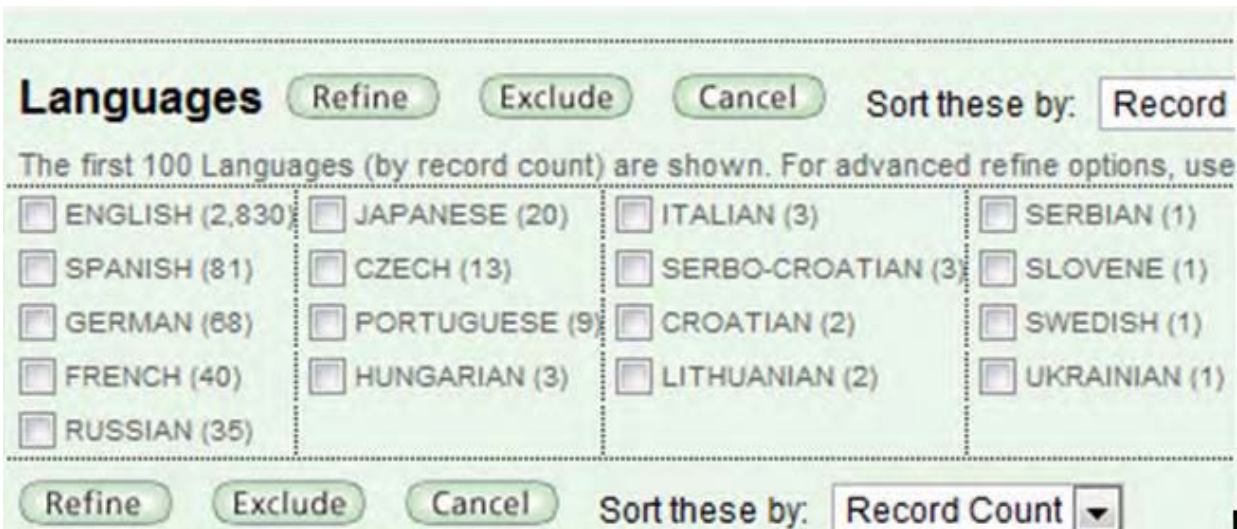 Languages Refine Exclude Cancel Sort these by: Record
The first 100 Languages (by record count) are shown. For advanced refine options, use
ENGLISH (2,830) JAPANESE (20) ITALIAN (3) SERBIAN (1)
SPANISH (81) CZECH (13) SERBO-CROATIAN (3) SLOVENE (1)
GERMAN (68) PORTUGUESE (9) CROATIAN (2) SWEDISH (1)
FRENCH (40) HUNGARIAN (3) LITHUANIAN (2) UKRAINIAN (1)
RUSSIAN (35)
Refine Exclude Cancel Sort these by: Record Count